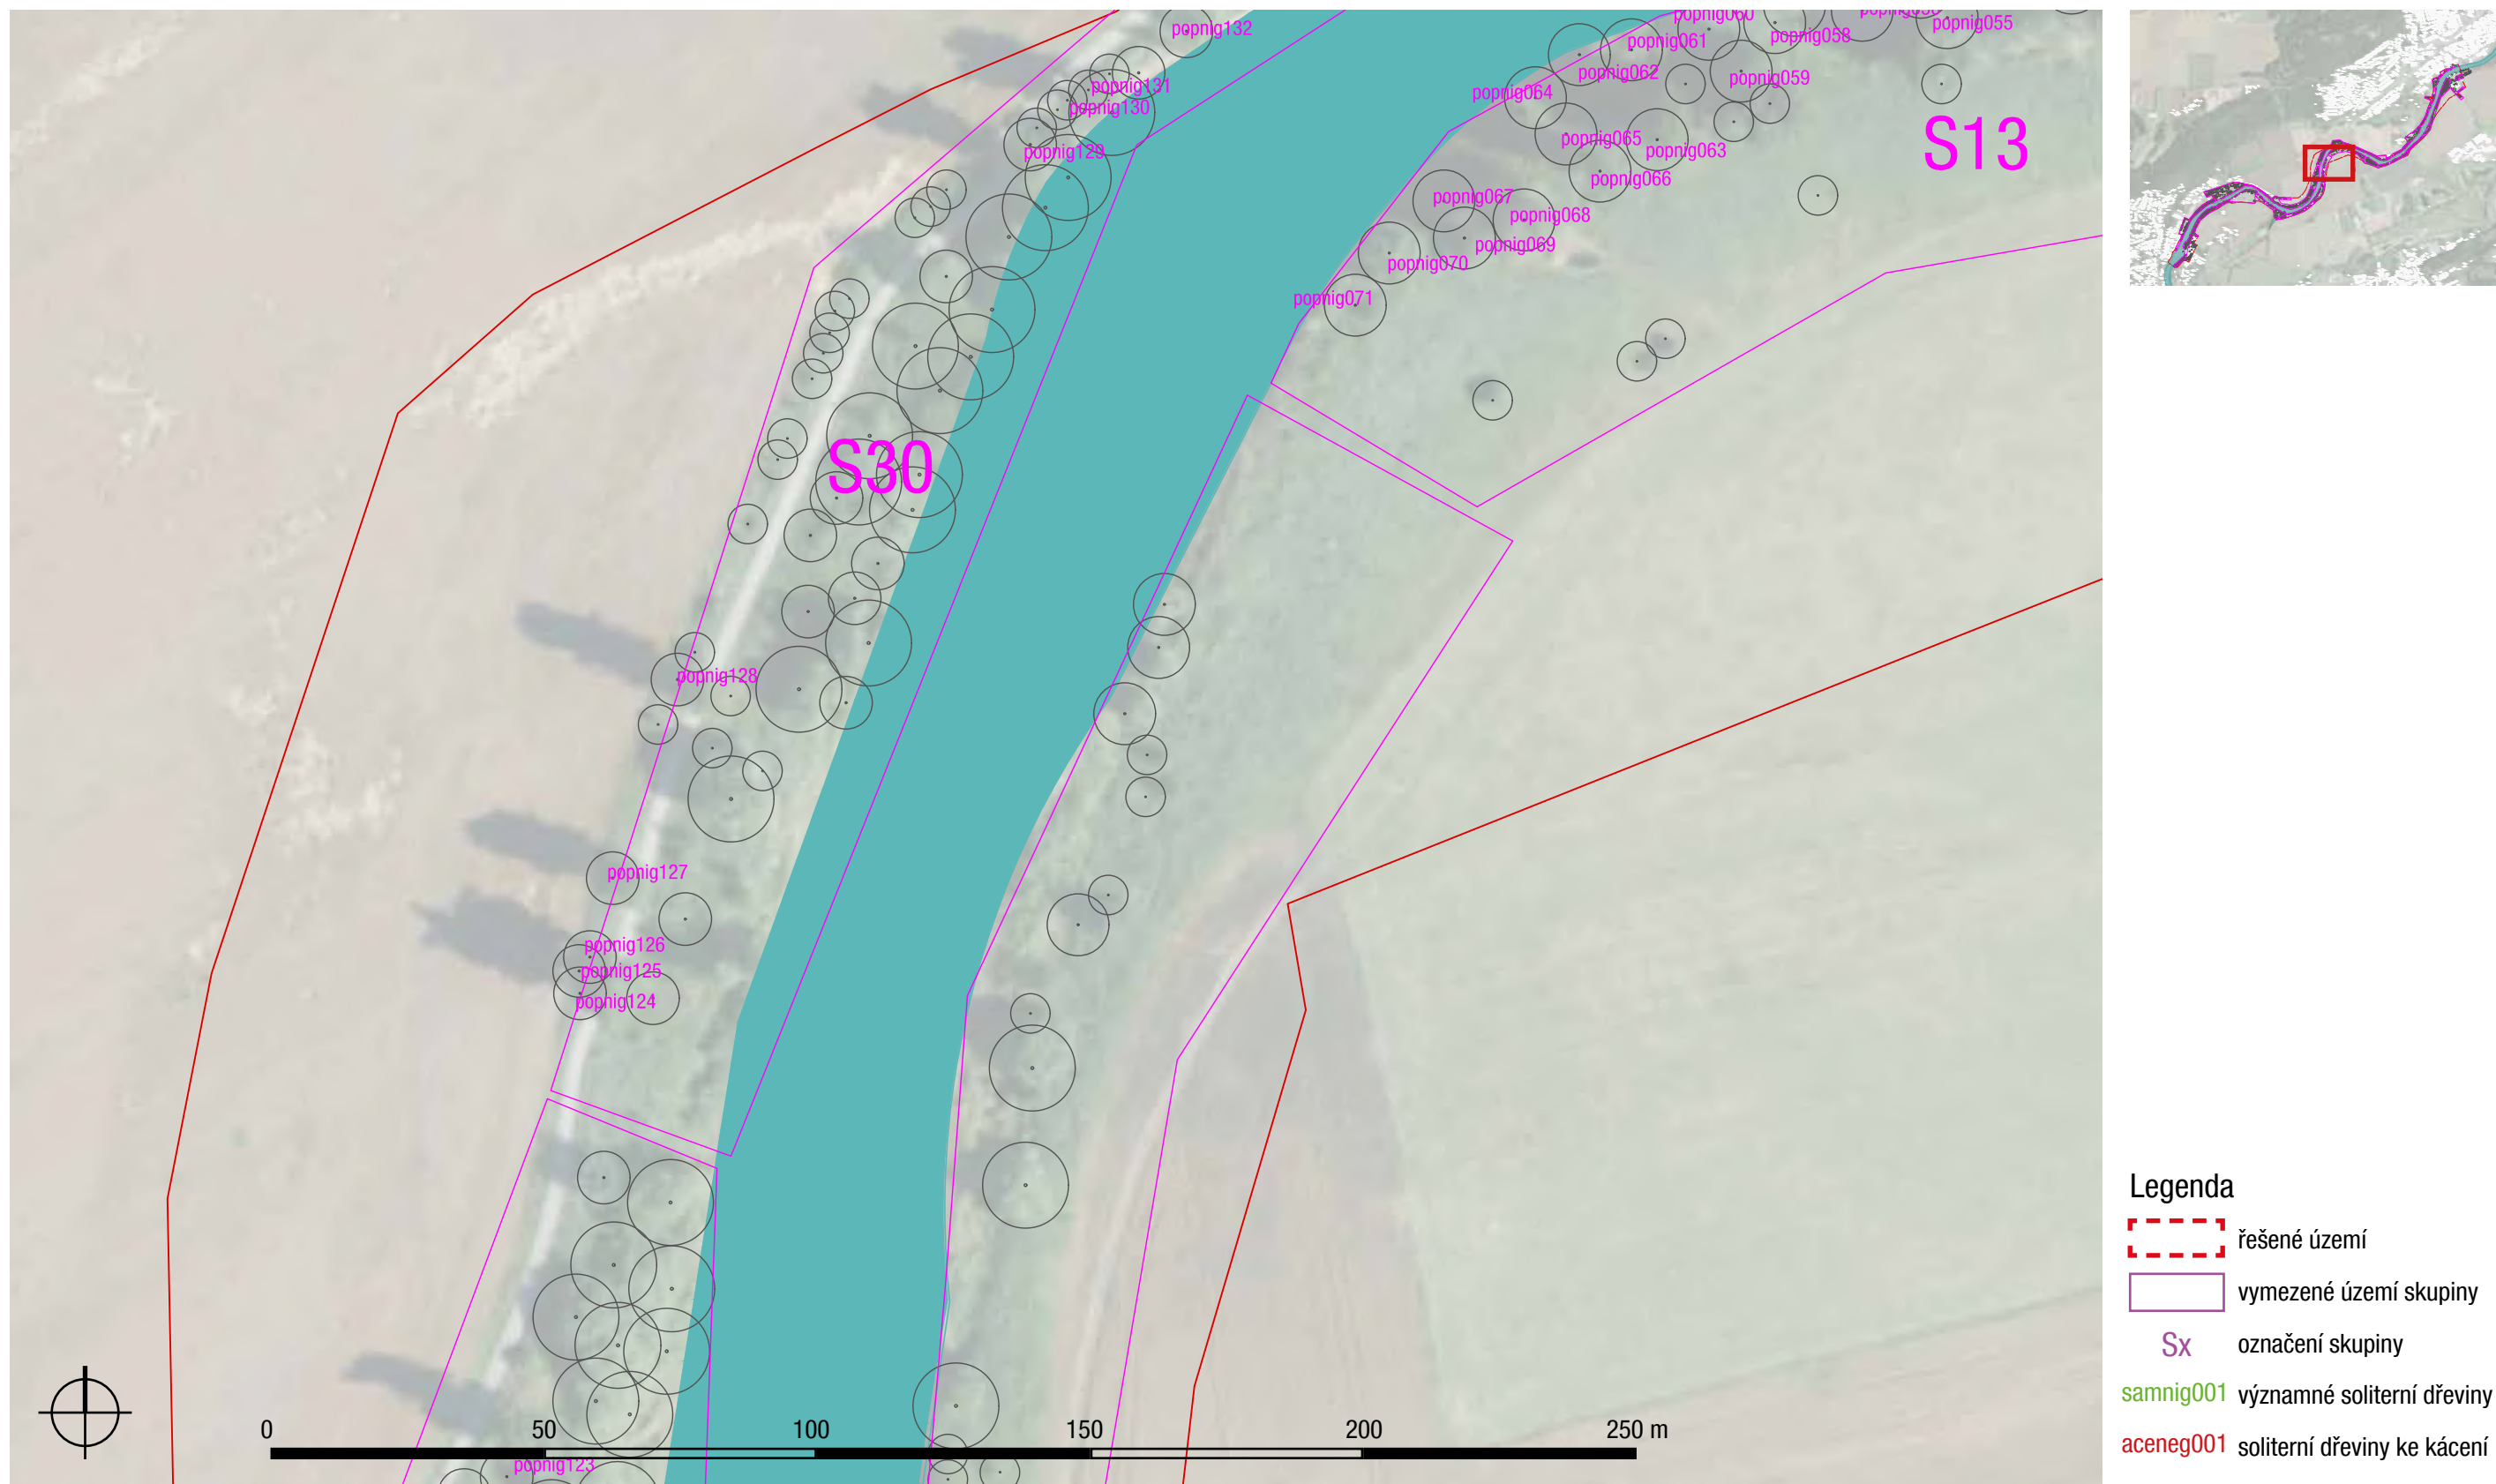 popnig132
popnig060
popnig055
popnig061
popnig058
popnig062
popnig059
popnig131
popnig064
popnig130
popnig065
popnig063
S13
popnig129
popnig066
popnig067
popnig068
popnig069
popnig070
popnig071
S30
popnig128
popnig127
popnig126
popnig125
popnig124
popnig123
0 50 100 150 200 250 m
Legenda
řešené území
vymezené území skupiny
Sx označení skupiny
samnig001 významné soliterní dřeviny
aceneg001 soliterní dřeviny ke kácení